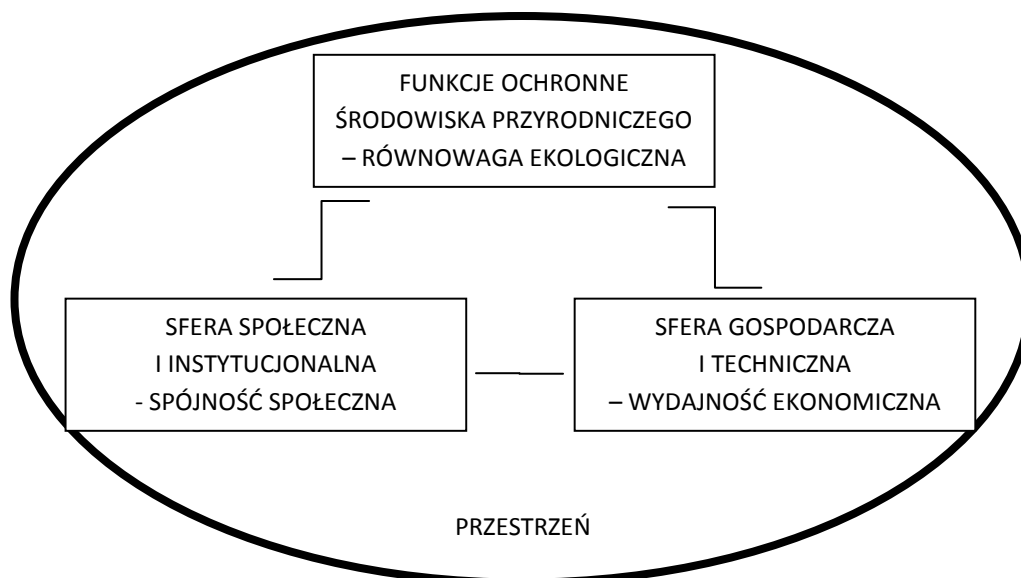 FUNKCJE OCHRONNE
ŚRODOWISKA PRZYRODNICZEGO
– RÓWNOWAGA EKOLOGICZNA
SFERA SPOŁECZNA
I INSTYTUCJONALNA
- SPÓJNOŚĆ SPOŁECZNA
SFERA GOSPODARCZA
I TECHNICZNA
– WYDAJNOŚĆ EKONOMICZNA
PRZESTRZEŃ